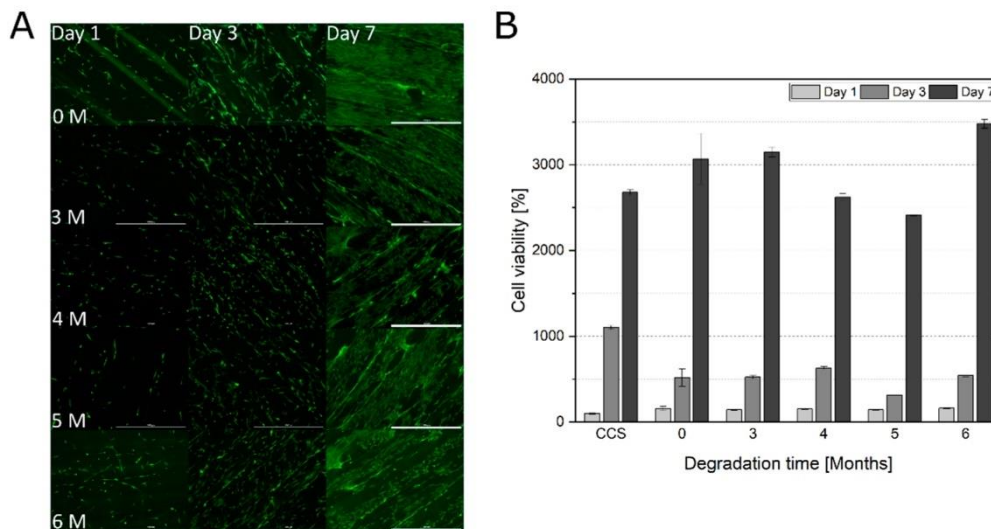 A
Day 1 Day 3 Day 7
0 M
3 M
4 M
5 M
6 M
B
Day 1 Day 3 Day 7
4000
3000
2000
1000
0
Cell viability [%]
CCS 0 3 4 5 6
Degradation time [Months]